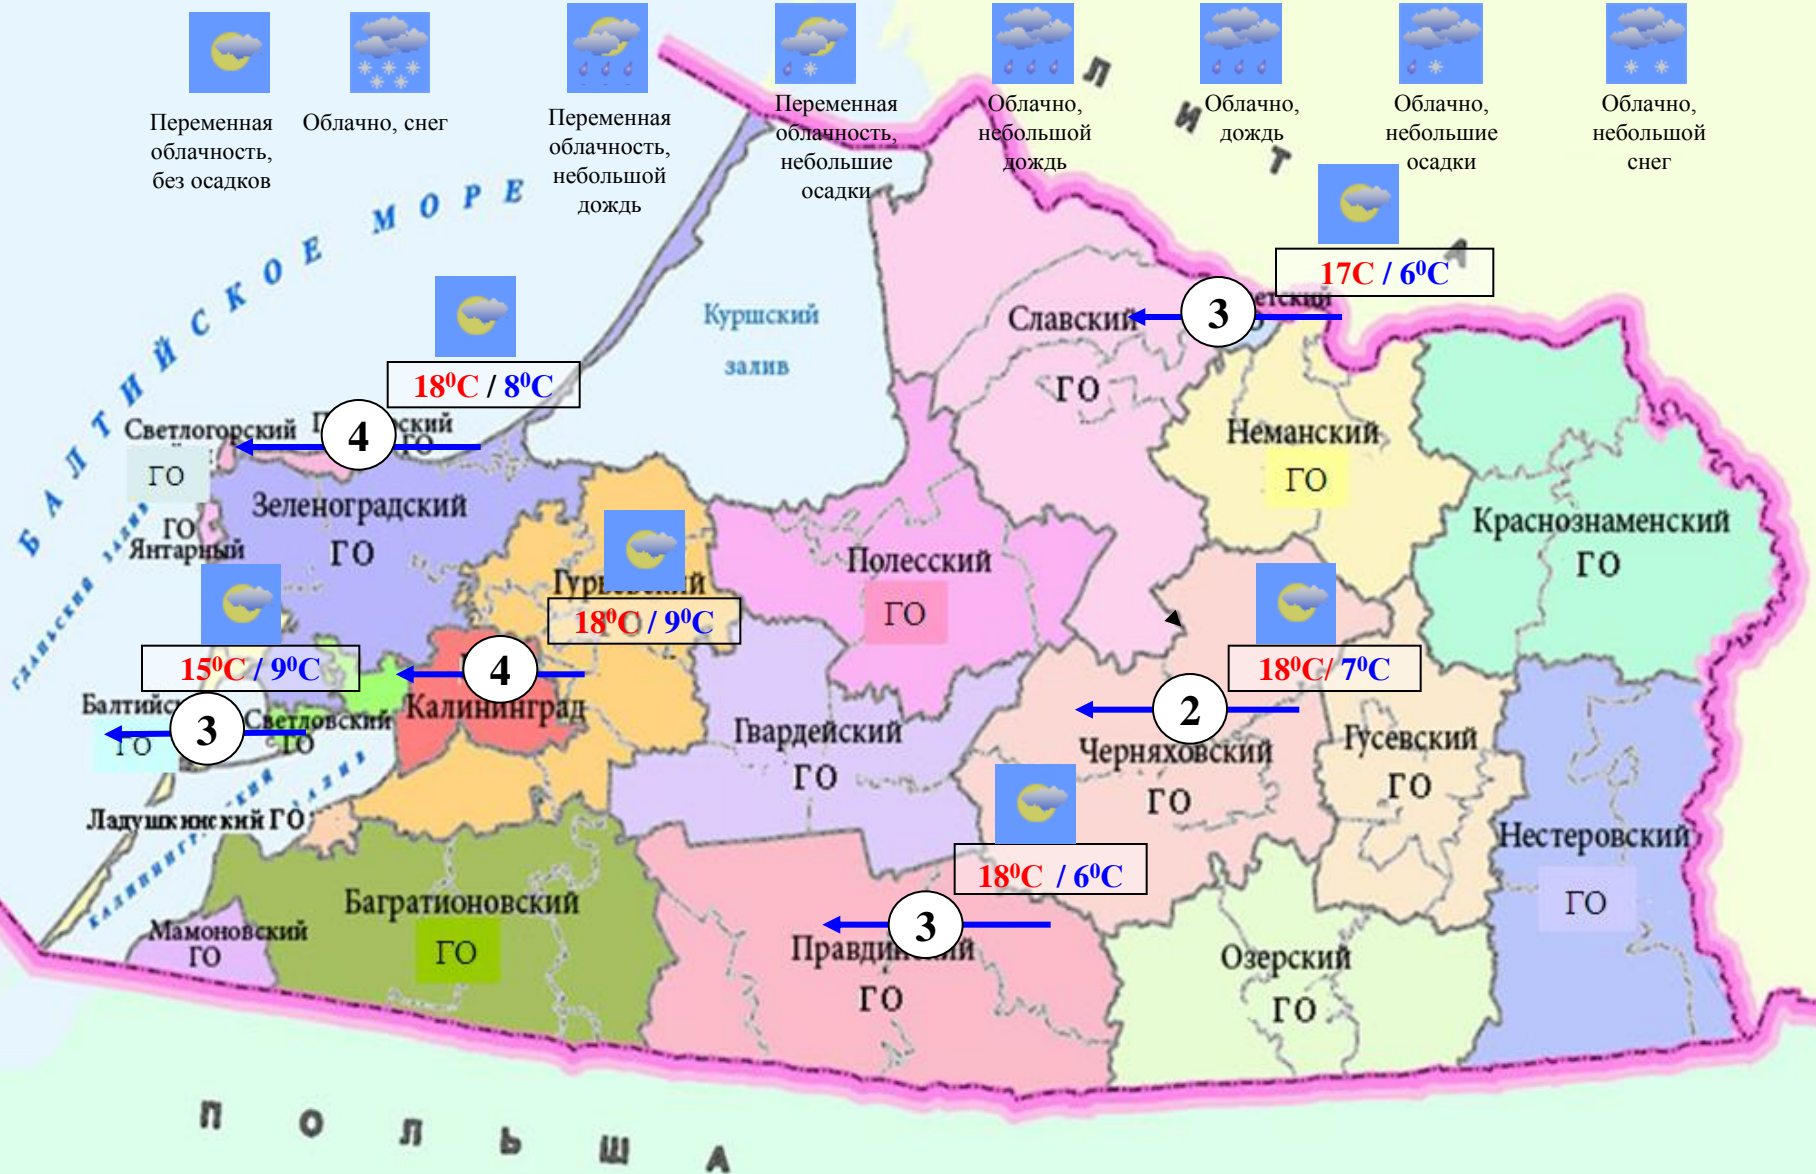 Переменная
облачность,
без осадков
Облачно, снег
Переменная
облачность,
небольшой
дождь
Переменная
облачность,
небольшие
осадки
Облачно,
небольшой
дождь
Облачно,
дождь
Облачно,
небольшие
осадки
Облачно,
небольшой
снег
ЛИТ А
БАЛТИЙСКОЕ МОРЕ
17С / 6⁰С
3
Славский
ГО
Куршский
залив
18⁰С / 8⁰С
4
Светлогорский
ГО
ГО
Неманский
ГО
Зеленоградский
ГО
ГО
Янтарный
Краснознаменский
ГО
Полесский
ГО
18⁰С / 9⁰С
4
Калининград
15⁰С / 9⁰С
3
ГО
Светловский
ГО
18⁰С/ 7⁰С
2
Черняховский
ГО
Гусевский
ГО
Гвардейский
ГО
Ладушкинский ГО
Нестеровский
ГО
18⁰С / 6⁰С
3
Правдинский
ГО
Багратионовский
ГО
Мамоновский
ГО
Озерский
ГО
ПОЛЬША